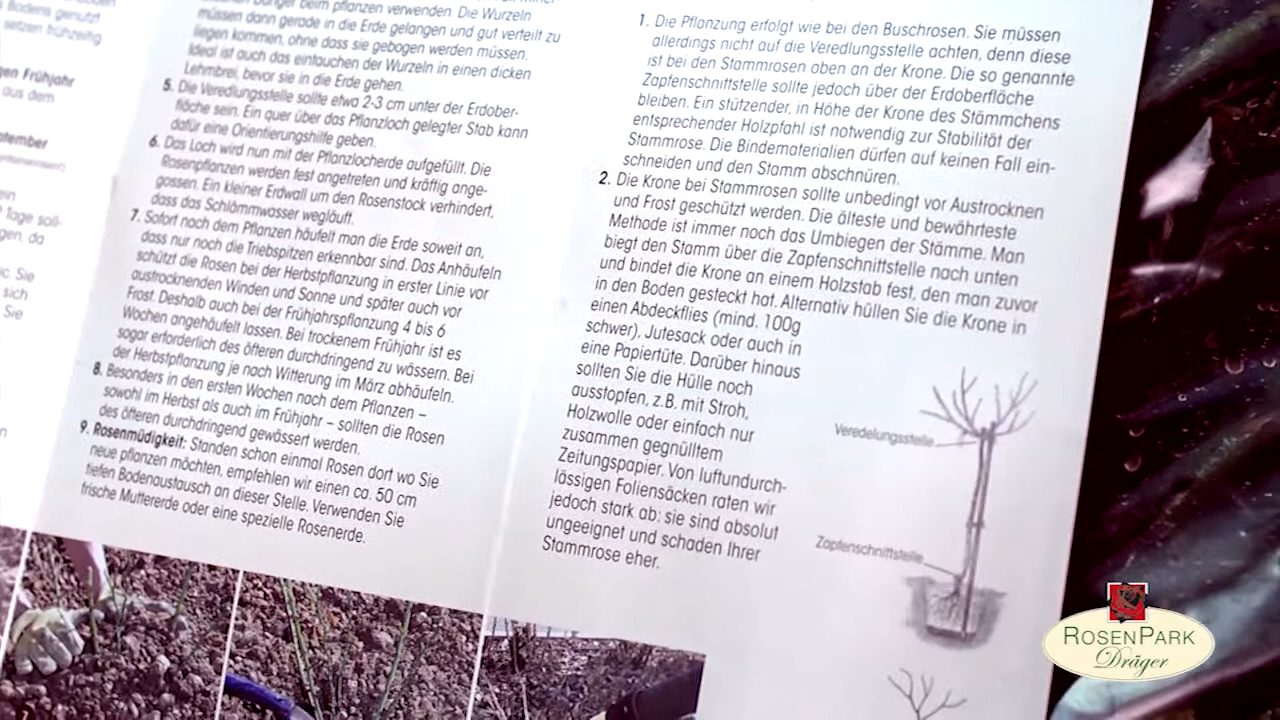 setzen frühzeitig
Frühjahr
aus dem
ein
Tage soll-
gen, da
Sie
sich
Sie
beim pflanzen verwenden. Die Wurzeln
müssen dann gerade in die Erde gelangen und gut verteilt zu
liegen kommen, ohne dass sie gebogen werden müssen.
Ideal ist auch das eintauchen der Wurzeln in einen dicken
Lehmbrei, bevor sie in die Erde gehen.
5. Die Veredlungsstelle sollte etwa 2-3 cm unter der Erdober-
fläche sein. Ein quer über das Pflanzloch gelegter Stab kann
dafür eine Orientierungshilfe geben.
6. Das Loch wird nun mit der Pflanzlocherde aufgefüllt. Die
Rosenpflanzen werden fest angetreten und kräftig ange-
gossen. Ein kleiner Erdwall um den Rosenstock verhindert,
dass das Schlämmwasser wegläuft.
7. Sofort nach dem Pflanzen häufelt man die Erde soweit an,
dass nur noch die Triebspitzen erkennbar sind. Das Anhäufeln
schützt die Rosen bei der Herbstpflanzung in erster Linie vor
austrocknenden Winden und Sonne und später auch vor
Frost. Deshalb auch bei der Frühjahrspflanzung 4 bis 6
Wochen angehäufelt lassen. Bei trockenem Frühjahr ist es
sogar erforderlich des öfteren durchdringend zu wässern. Bei
der Herbstpflanzung je nach Witterung im März abhäufeln.
8. Besonders in den ersten Wochen nach dem Pflanzen –
sowohl im Herbst als auch im Frühjahr – sollten die Rosen
des öfteren durchdringend gewässert werden.
9. Rosenmüdigkeit: Standen schon einmal Rosen dort wo Sie
neue pflanzen möchten, empfehlen wir einen ca. 50 cm
tiefen Bodenaustausch an dieser Stelle. Verwenden Sie
frische Muttererde oder eine spezielle Rosenerde.
1. Die Pflanzung erfolgt wie bei den Buschrosen. Sie müssen
allerdings nicht auf die Veredlungsstelle achten, denn diese
ist bei den Stammrosen oben an der Krone. Die so genannte
Zapfenschnittstelle sollte jedoch über der Erdoberfläche
bleiben. Ein stützender, in Höhe der Krone des Stämmchens
entsprechender Holzpfahl ist notwendig zur Stabilität der
Stammrose. Die Bindematerialien dürfen auf keinen Fall ein-
schneiden und den Stamm abschnüren.
2. Die Krone bei Stammrosen sollte unbedingt vor Austrocknen
und Frost geschützt werden. Die älteste und bewährteste
Methode ist immer noch das Umbiegen der Stämme. Man
biegt den Stamm über die Zapfenschnittstelle nach unten
und bindet die Krone an einem Holzstab fest, den man zuvor
in den Boden gesteckt hat. Alternativ hüllen Sie die Krone in
einen Abdeckflies (mind. 100g
schwer), Jutesack oder auch in
eine Papiertüte. Darüber hinaus
sollten Sie die Hülle noch
ausstopfen, z.B. mit Stroh,
Holzwolle oder einfach nur
zusammen gegnülltem
Zeitungspapier. Von luftundurch-
lässigen Foliensäcken raten wir
jedoch stark ab: sie sind absolut
ungeeignet und schaden Ihrer
Stammrose eher.
Veredelungsstelle
Zapfenschnittstelle
ROSENPARK
Dräger